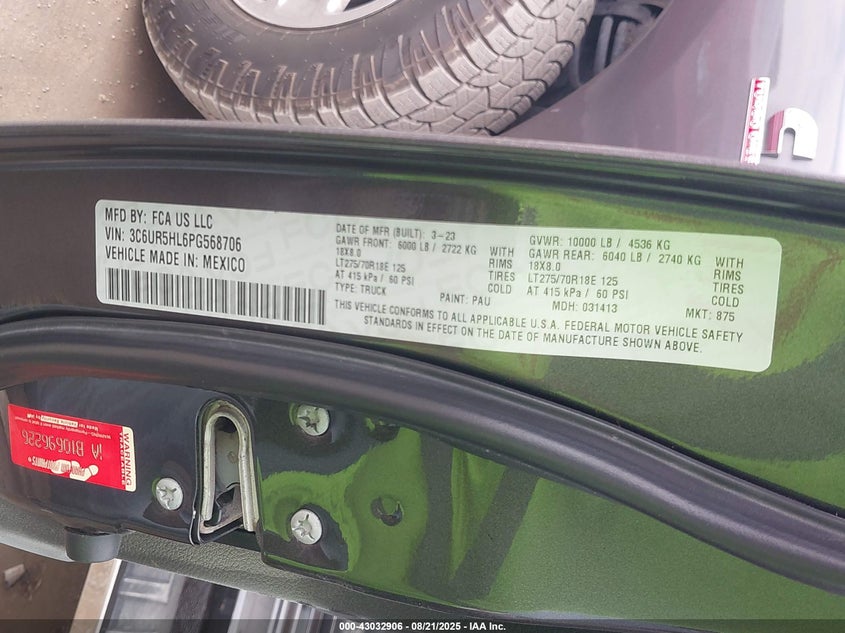 MFD BY: FCA US LLC
VIN: 3C6UR5HL6PG568706
VEHICLE MADE IN: MEXICO
DATE OF MFR (BUILT): 3-23
GAWR FRONT: 6000 LB / 2722 KG WITH
18X8.0 RIMS
LT275/70R18E 125 TIRES
AT 415 kPa / 60 PSI COLD
TYPE: TRUCK PAINT: PAU
GVWR: 10000 LB / 4536 KG
GAWR REAR: 6040 LB / 2740 KG WITH
18X8.0 RIMS
LT275/70R18E 125 TIRES
AT 415 kPa / 60 PSI COLD
MDH: 031413 MKT: 875
THIS VEHICLE CONFORMS TO ALL APPLICABLE U.S.A. FEDERAL MOTOR VEHICLE SAFETY
STANDARDS IN EFFECT ON THE DATE OF MANUFACTURE SHOWN ABOVE.
WARNING
TRACEABLE
iA B10696226
000-43032906 - 08/21/2025 - IAA Inc.